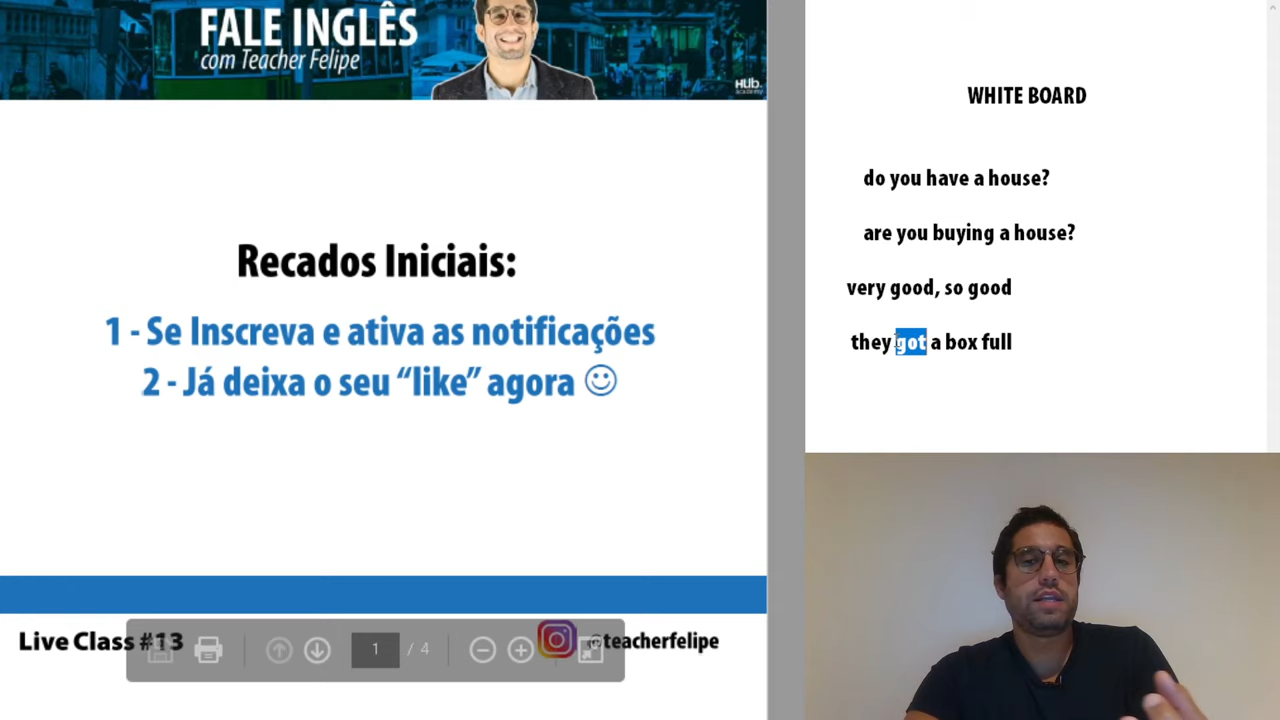 FALE INGLÊS
com Teacher Felipe
HUB
ACADEMY
Recados Iniciais:
1 - Se Inscreva e ativa as notificações
2 - Já deixa o seu “like” agora ☺
Live Class #13
1 / 4
@teacherfelipe
WHITE BOARD
do you have a house?
are you buying a house?
very good, so good
they got a box full